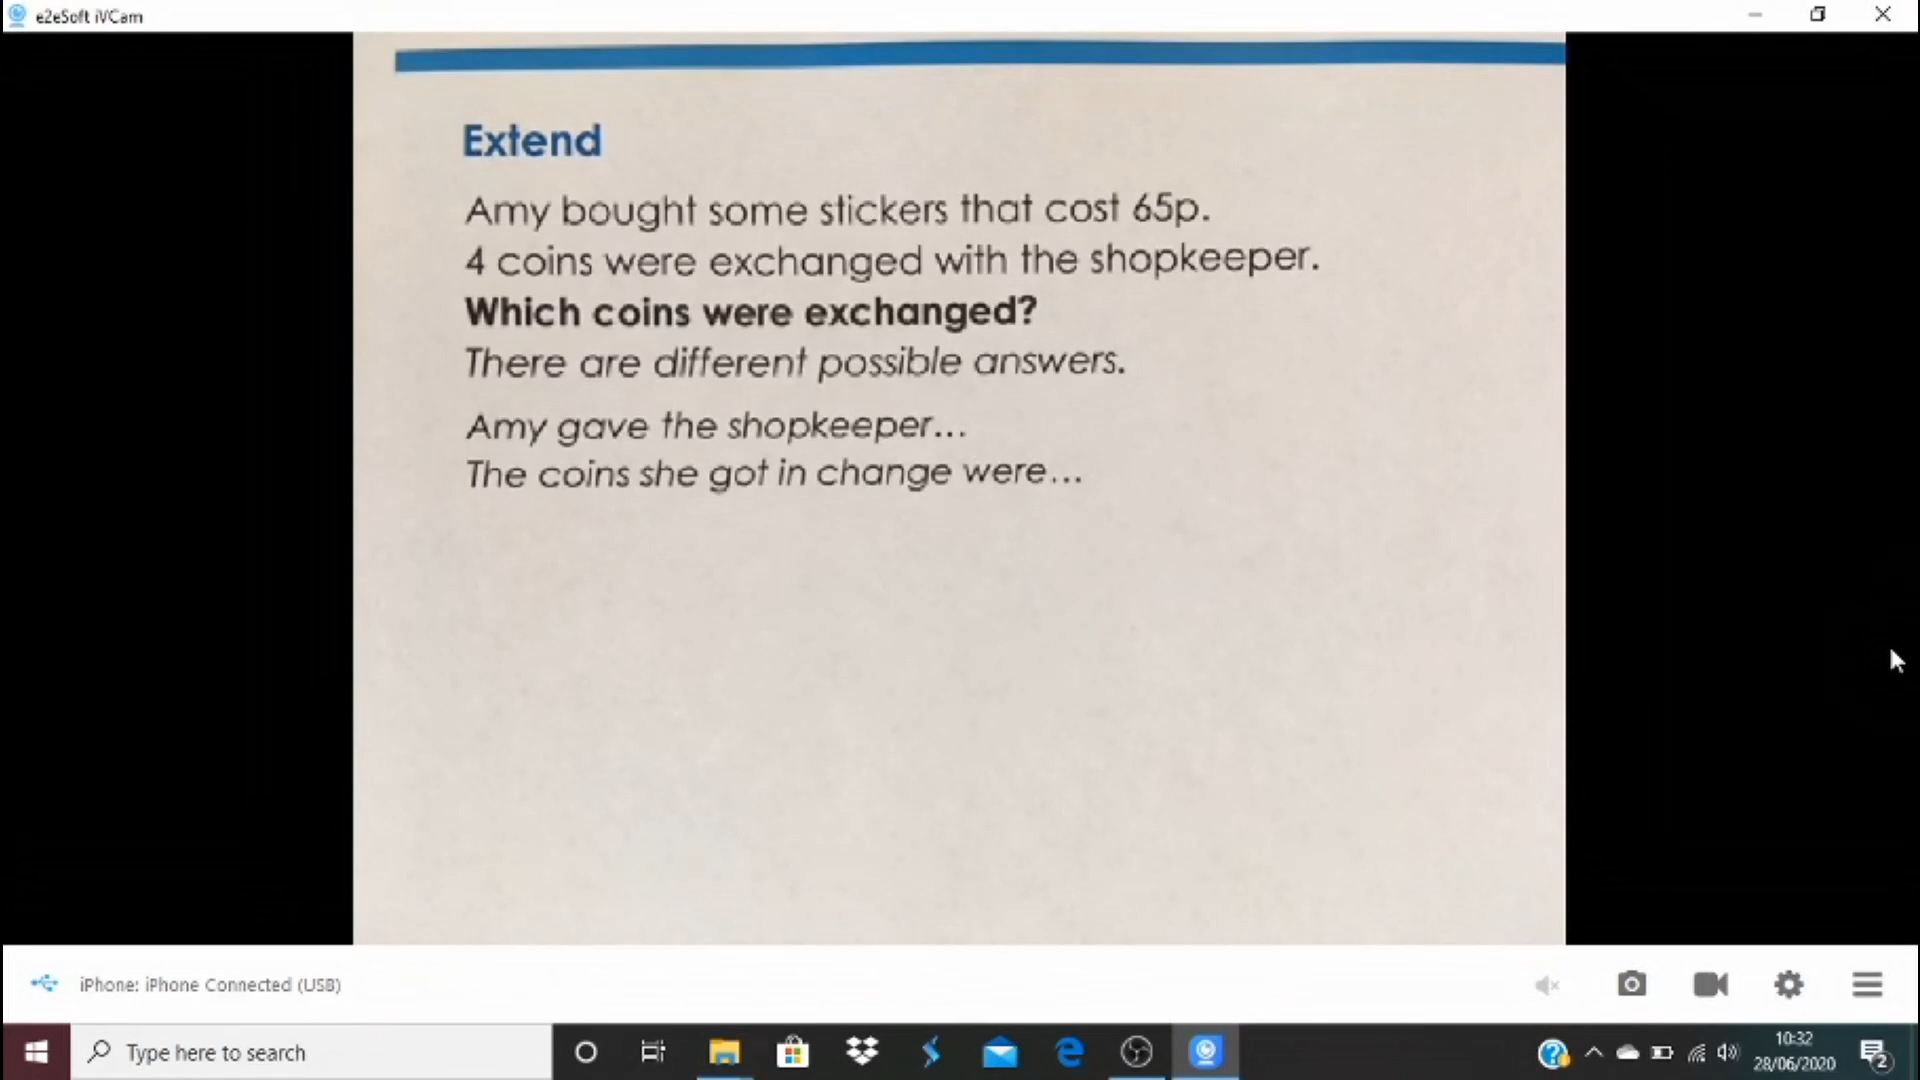 e2eSoft iVCam
Extend
Amy bought some stickers that cost 65p.
4 coins were exchanged with the shopkeeper.
Which coins were exchanged?
There are different possible answers.
Amy gave the shopkeeper...
The coins she got in change were...
iPhone: iPhone Connected (USB)
Type here to search
10:32
28/06/2020
2